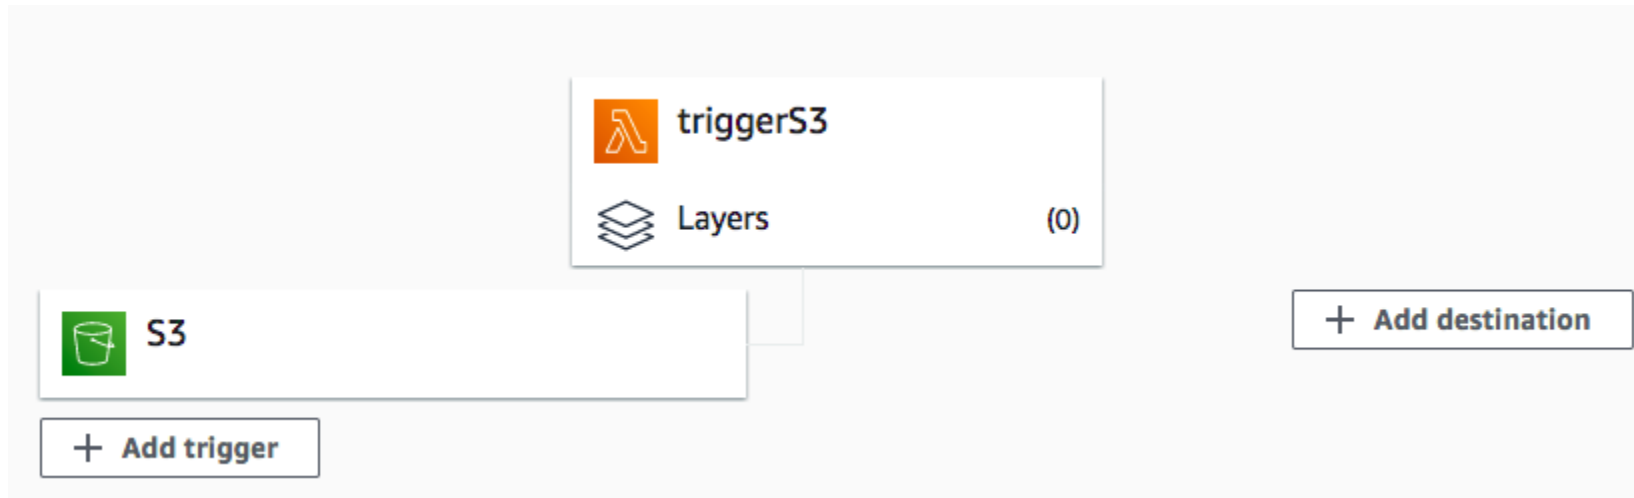 triggerS3
Layers (0)
S3
+ Add destination
+ Add trigger